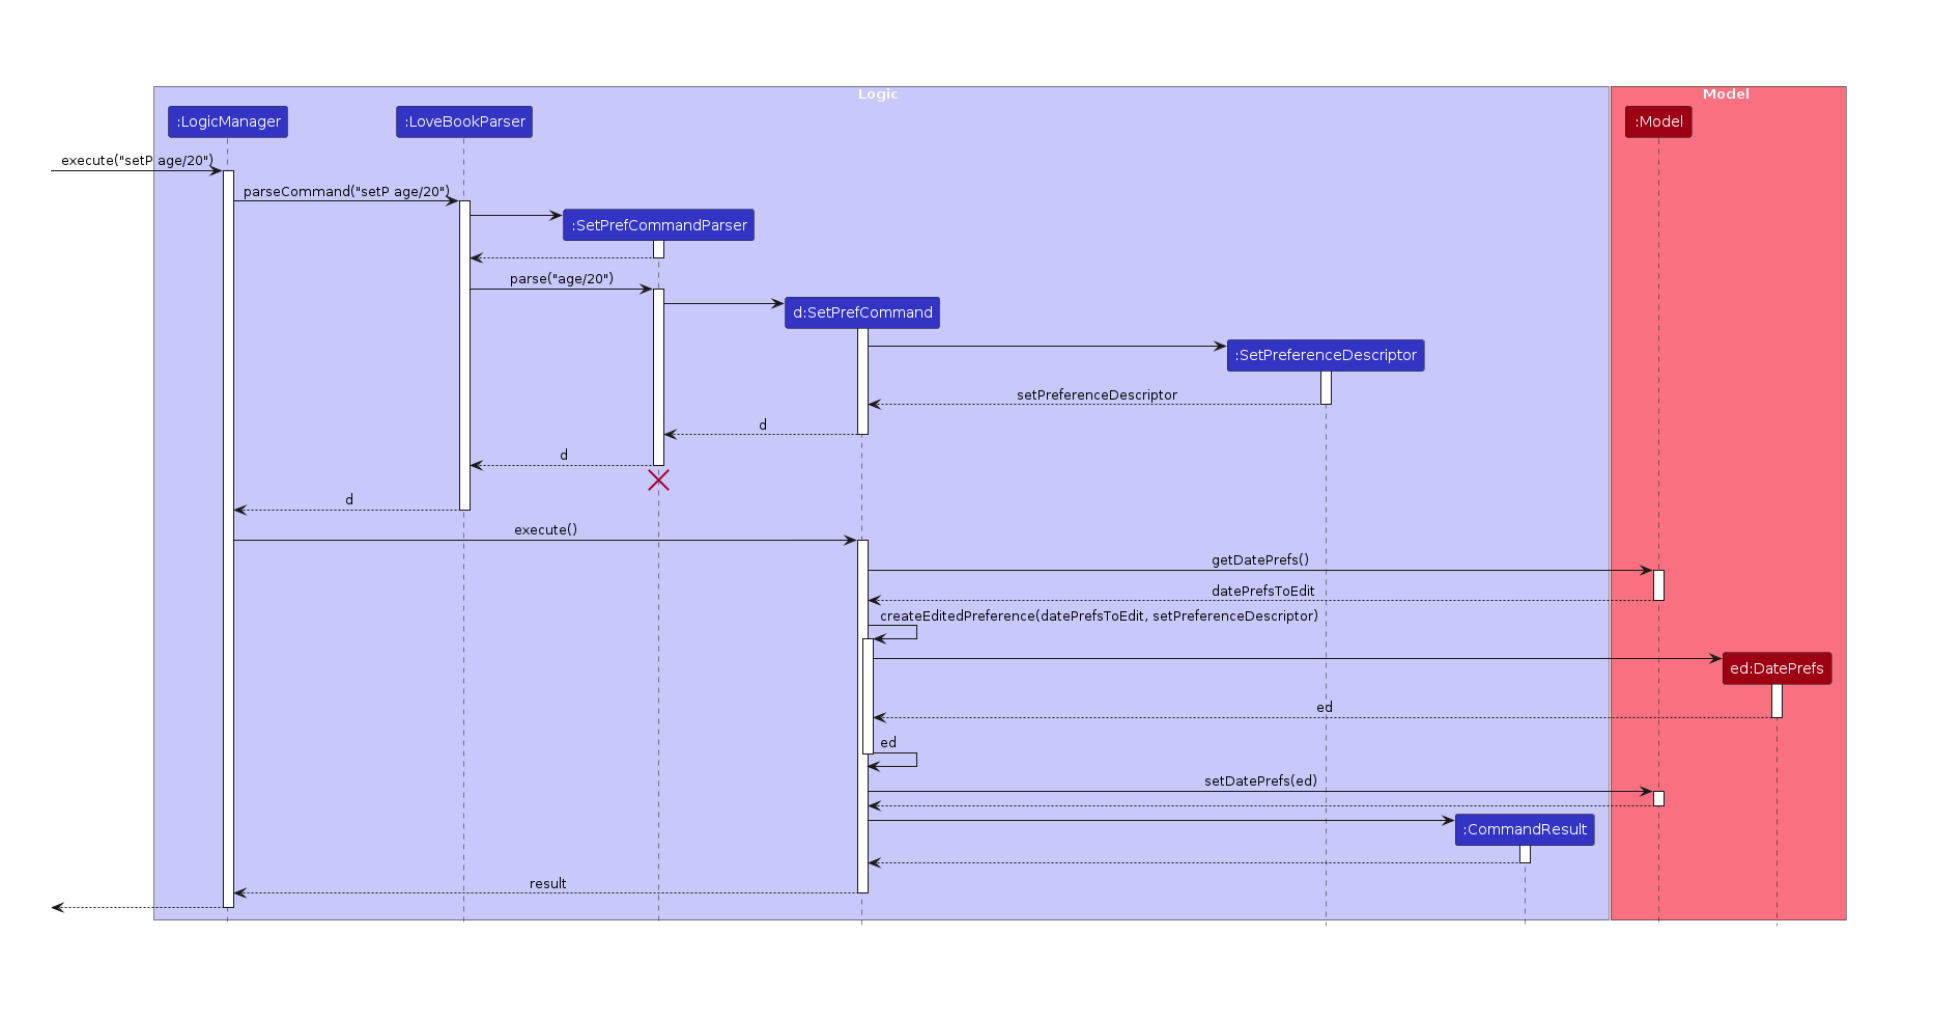 Logic
Model
:LogicManager
:LoveBookParser
:Model
execute("setP age/20")
parseCommand("setP age/20")
:SetPrefCommandParser
parse("age/20")
d:SetPrefCommand
:SetPreferenceDescriptor
setPreferenceDescriptor
d
d
d
execute()
getDatePrefs()
datePrefsToEdit
createEditedPreference(datePrefsToEdit, setPreferenceDescriptor)
ed:DatePrefs
ed
ed
setDatePrefs(ed)
:CommandResult
result